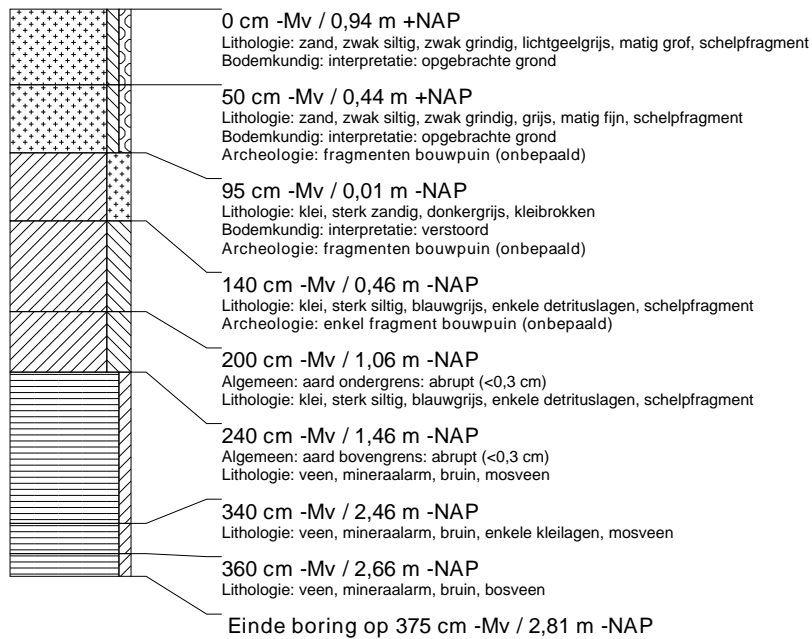 0 cm -Mv / 0,94 m +NAP
Lithologie: zand, zwak siltig, zwak grindig, lichtgeelgrijs, matig grof, schelpfragment
Bodemkundig: interpretatie: opgebrachte grond
50 cm -Mv / 0,44 m +NAP
Lithologie: zand, zwak siltig, zwak grindig, grijs, matig fijn, schelpfragment
Bodemkundig: interpretatie: opgebrachte grond
Archeologie: fragmenten bouwpuin (onbepaald)
95 cm -Mv / 0,01 m -NAP
Lithologie: klei, sterk zandig, donkergrijs, kleibrokken
Bodemkundig: interpretatie: verstoord
Archeologie: fragmenten bouwpuin (onbepaald)
140 cm -Mv / 0,46 m -NAP
Lithologie: klei, sterk siltig, blauwgrijs, enkele detrituslagen, schelpfragment
Archeologie: enkel fragment bouwpuin (onbepaald)
200 cm -Mv / 1,06 m -NAP
Algemeen: aard ondergrens: abrupt (<0,3 cm)
Lithologie: klei, sterk siltig, blauwgrijs, enkele detrituslagen, schelpfragment
240 cm -Mv / 1,46 m -NAP
Algemeen: aard bovengrens: abrupt (<0,3 cm)
Lithologie: veen, mineraalarm, bruin, mosveen
340 cm -Mv / 2,46 m -NAP
Lithologie: veen, mineraalarm, bruin, enkele kleilagen, mosveen
360 cm -Mv / 2,66 m -NAP
Lithologie: veen, mineraalarm, bruin, bosveen
Einde boring op 375 cm -Mv / 2,81 m -NAP